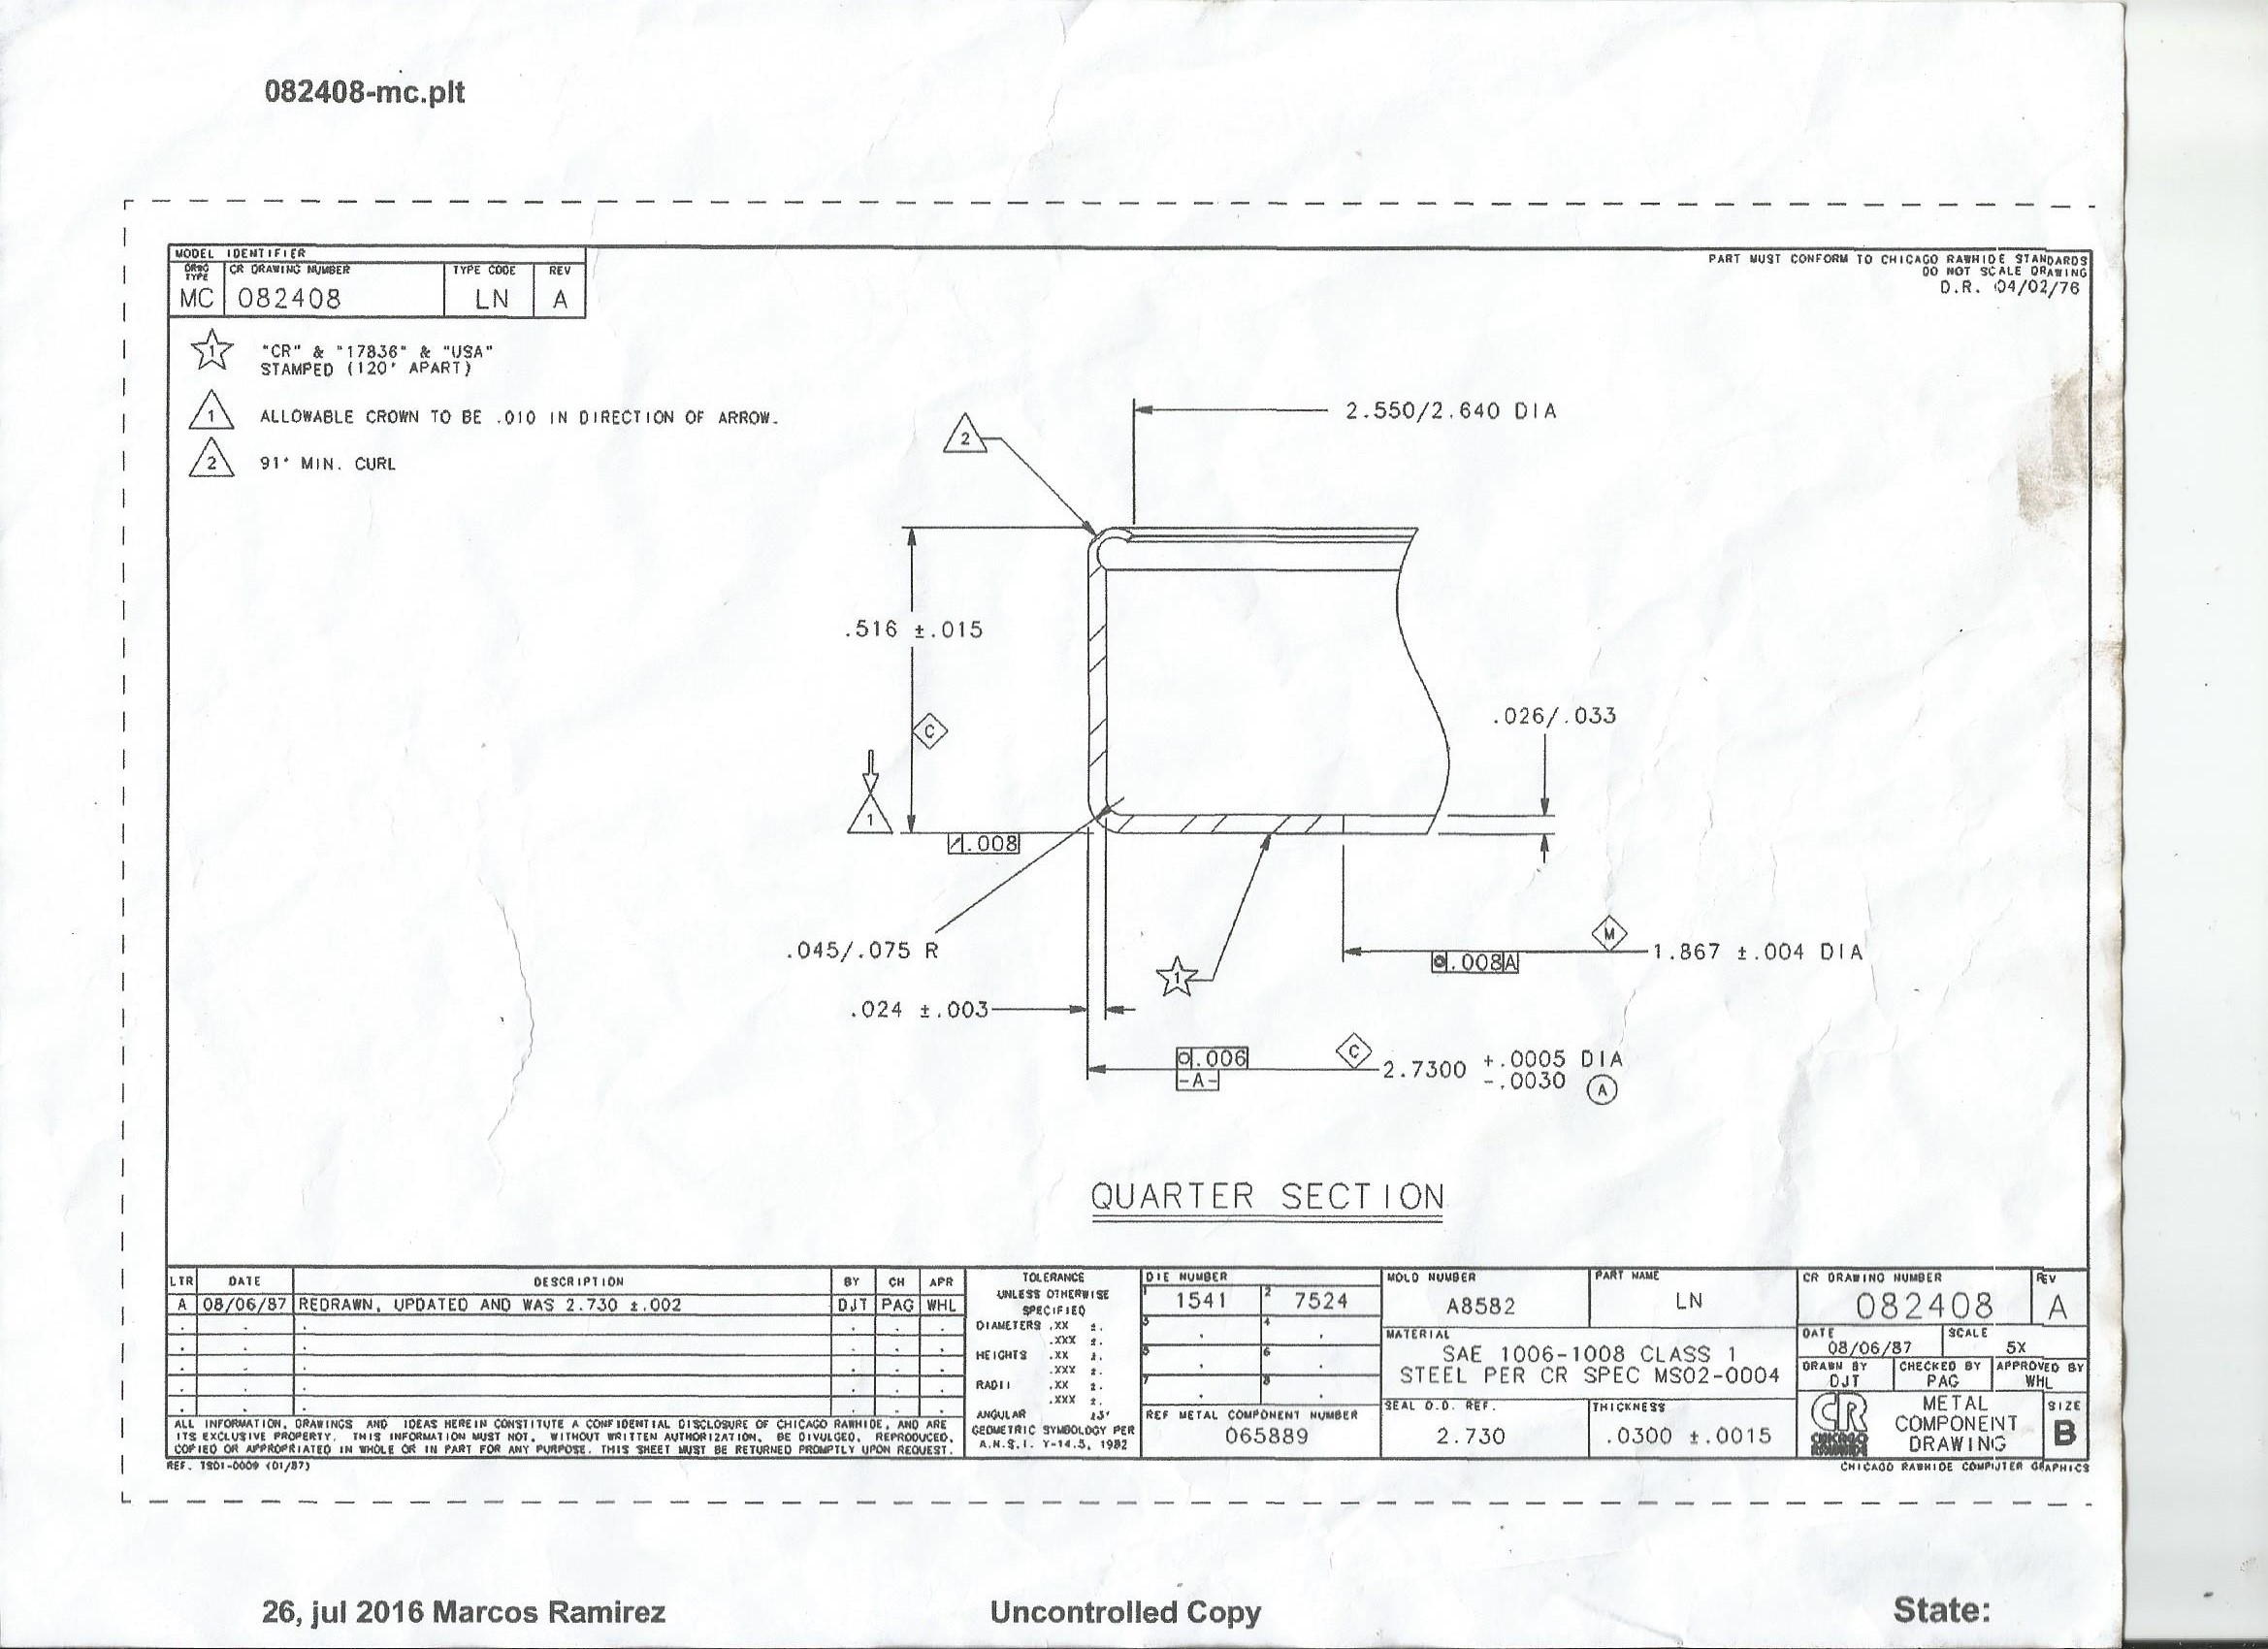 082408-mc.plt
MODEL IDENTIFIER
DRWG TYPE
CR DRAWING NUMBER
TYPE CODE
REV
MC
082408
LN
A
PART MUST CONFORM TO CHICAGO RAWHIDE STANDARDS
DO NOT SCALE DRAWING
D.R. 04/02/76
1
"CR" & "17836" & "USA"
STAMPED (120° APART)
1
ALLOWABLE CROWN TO BE .010 IN DIRECTION OF ARROW.
2
91° MIN. CURL
2.550/2.640 DIA
2
.516 ±.015
C
.026/.033
1
.008
.045/.075 R
1
M
.008 A
1.867 ±.004 DIA
.024 ±.003
.006
-A-
C
2.7300 +.0005 DIA
-.0030
A
QUARTER SECTION
LTR
DATE
DESCRIPTION
BY
CH
APR
A
08/06/87
REDRAWN, UPDATED AND WAS 2.730 ±.002
DJT
PAG
WHL
ALL INFORMATION, DRAWINGS AND IDEAS HEREIN CONSTITUTE A CONFIDENTIAL DISCLOSURE OF CHICAGO RAWHIDE, AND ARE
ITS EXCLUSIVE PROPERTY. THIS INFORMATION MUST NOT, WITHOUT WRITTEN AUTHORIZATION, BE DIVULGED, REPRODUCED,
COPIED OR APPROPRIATED IN WHOLE OR IN PART FOR ANY PURPOSE. THIS SHEET MUST BE RETURNED PROMPTLY UPON REQUEST.
REF. TS01-0009 (01/87)
TOLERANCE
UNLESS OTHERWISE
SPECIFIED
DIAMETERS .XX ±.
.XXX ±.
HEIGHTS .XX ±.
.XXX ±.
RADII .XX ±.
.XXX ±.
ANGULAR ±3°
GEOMETRIC SYMBOLOGY PER
A.N.S.I. Y-14.5, 1982
DIE NUMBER
1 1541
2 7524
3
4
5
6
7
8
REF METAL COMPONENT NUMBER
065889
MOLD NUMBER
A8582
PART NAME
LN
MATERIAL
SAE 1006-1008 CLASS 1
STEEL PER CR SPEC MS02-0004
SEAL O.D. REF.
2.730
THICKNESS
.0300 ±.0015
CR DRAWING NUMBER
082408
REV
A
DATE
08/06/87
SCALE
5X
DRAWN BY
DJT
CHECKED BY
PAG
APPROVED BY
WHL
CR
CHICAGO
RAWHIDE
METAL
COMPONENT
DRAWING
SIZE
B
CHICAGO RAWHIDE COMPUTER GRAPHICS
26, jul 2016 Marcos Ramirez
Uncontrolled Copy
State: